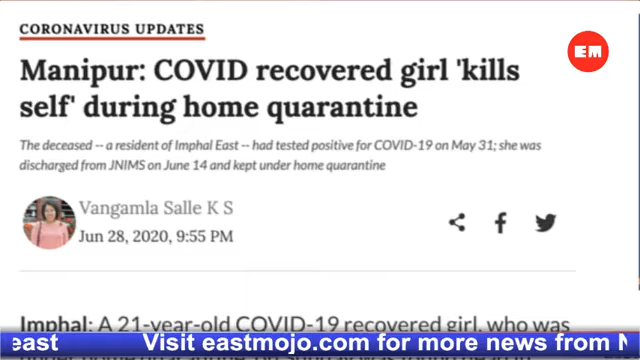 CORONAVIRUS UPDATES
EM
Manipur: COVID recovered girl 'kills
self' during home quarantine
The deceased -- a resident of Imphal East -- had tested positive for COVID-19 on May 31; she was
discharged from JNIMS on June 14 and kept under home quarantine
Vangamla Salle K S
Jun 28, 2020, 9:55 PM
Imphal: A 21-year-old COVID-19 recovered girl, who was
east Visit eastmojo.com for more news from N